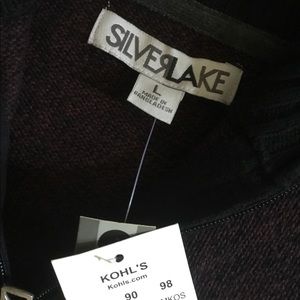 SILVERLAKE
L
MADE IN
BANGLADESH
KOHL'S
Kohls.com
90 98